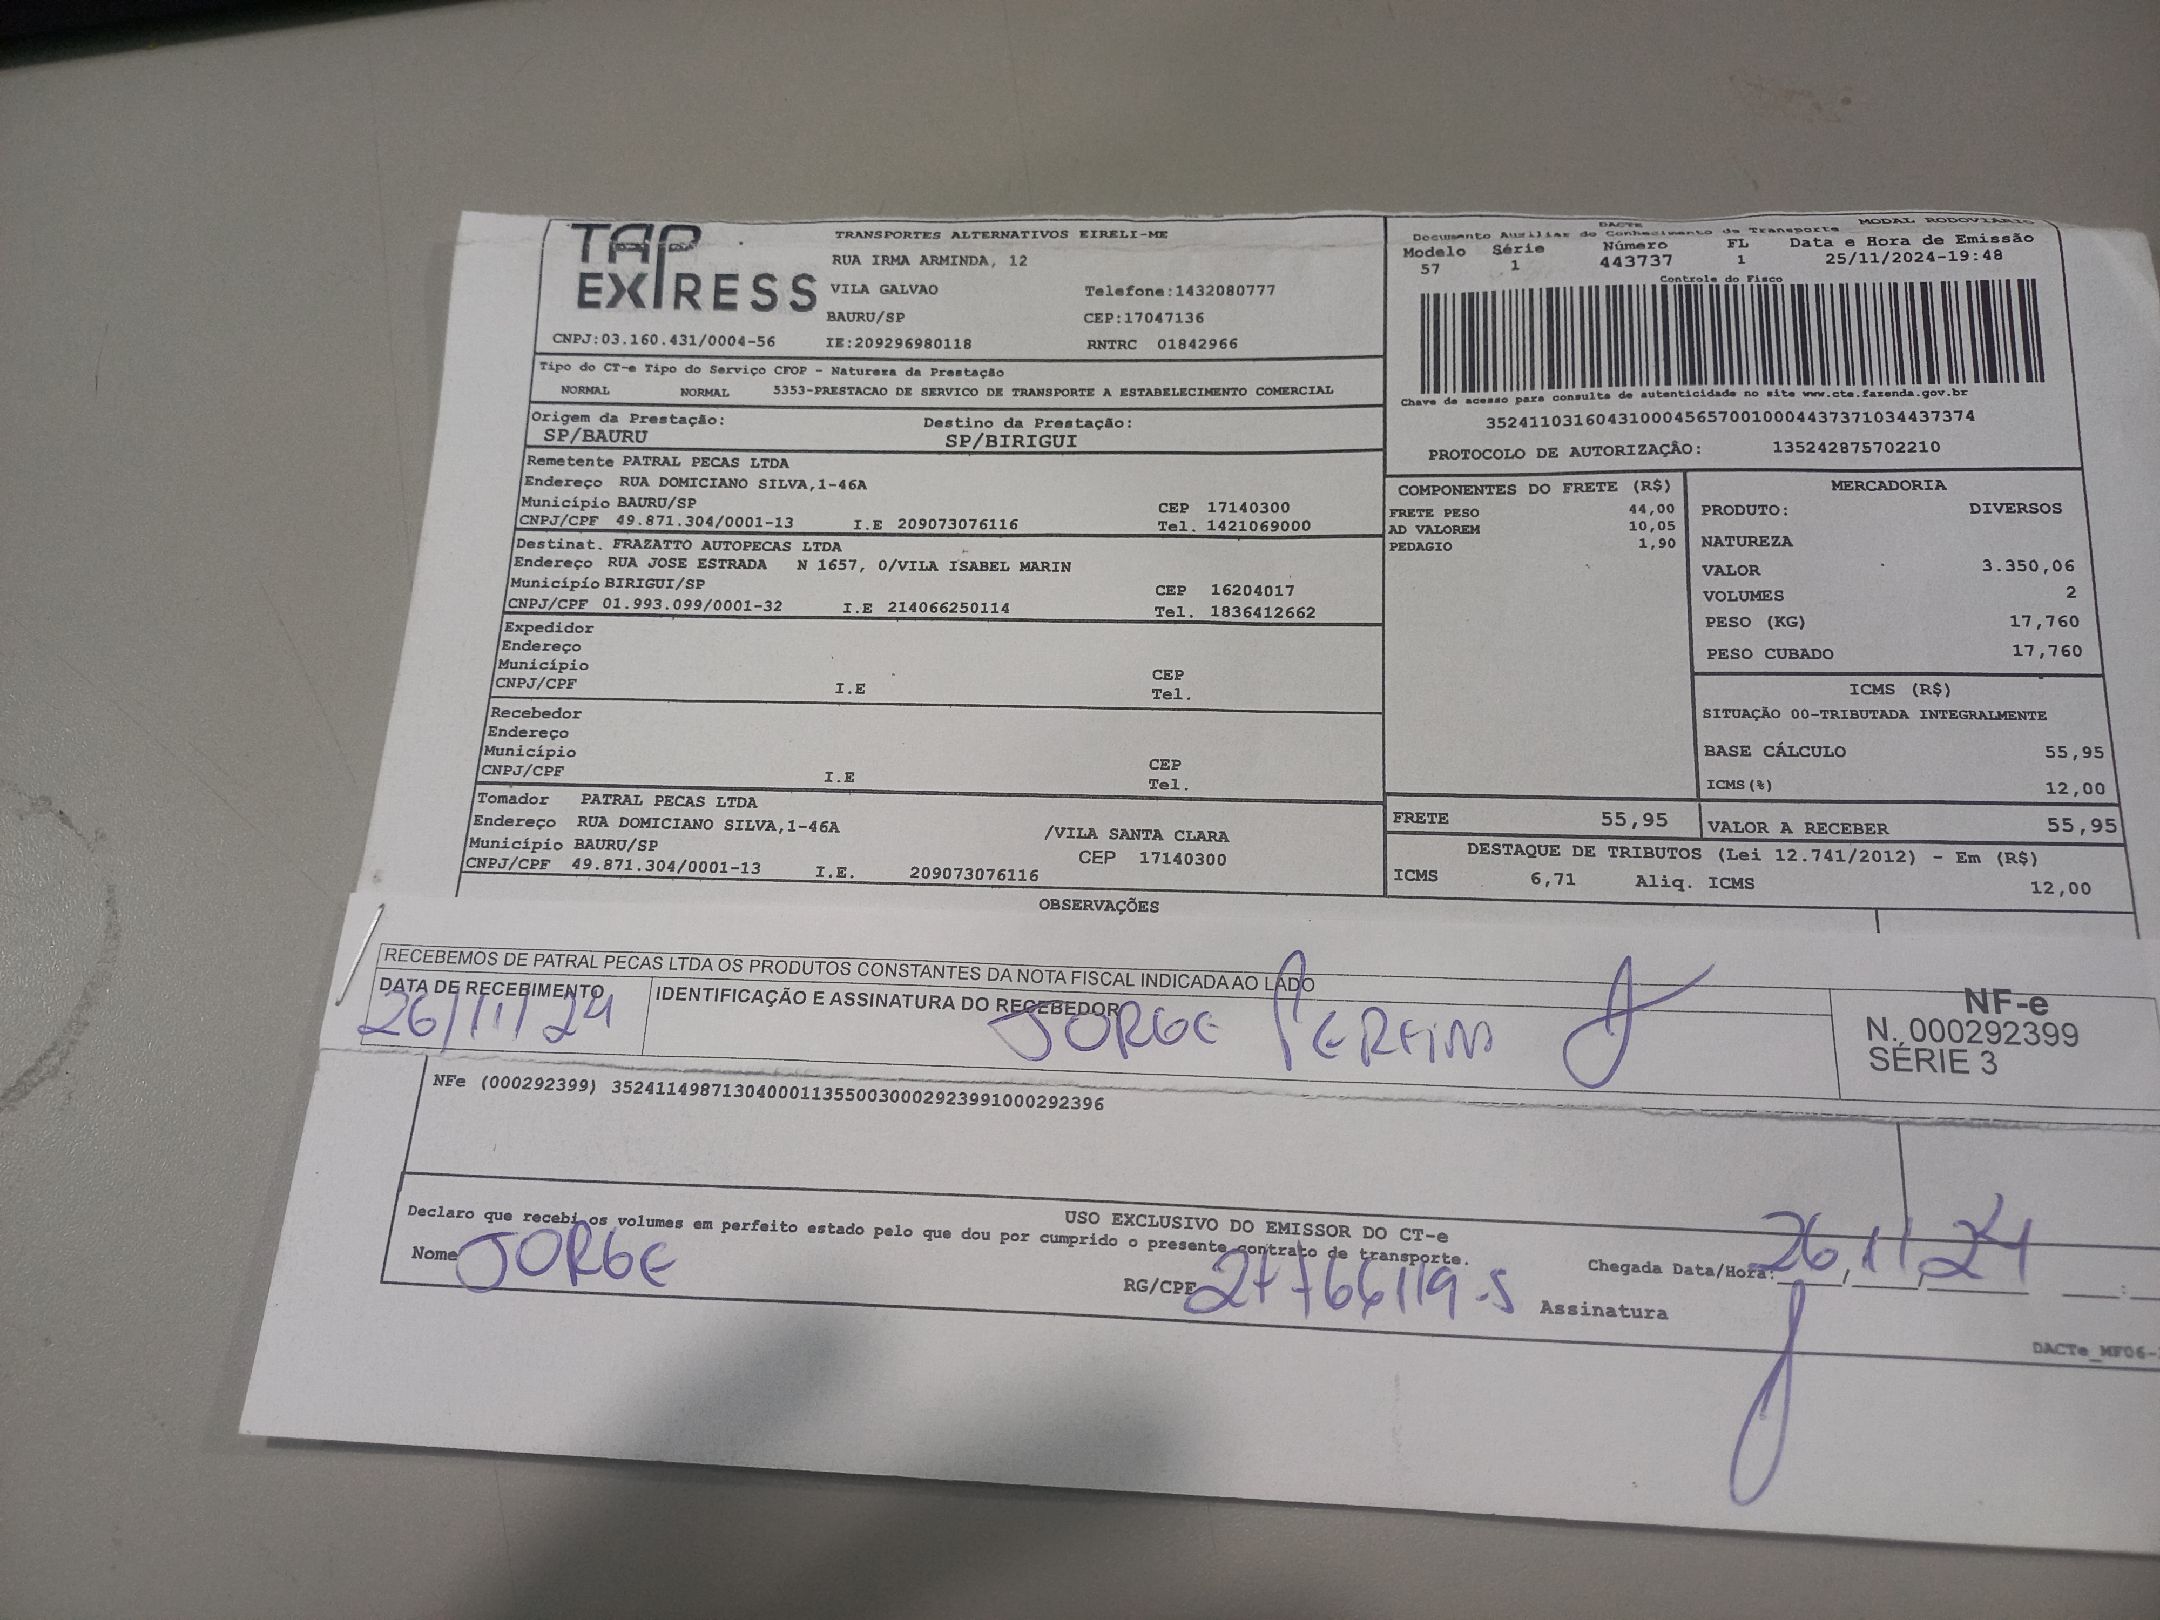 TAP EXPRESS
TRANSPORTES ALTERNATIVOS EIRELI-ME
RUA IRMA ARMINDA, 12
VILA GALVAO Telefone:1432080777
BAURU/SP CEP:17047136
CNPJ:03.160.431/0004-56 IE:209296980118 RNTRC 01842966
DACTE MODAL RODOVIÁRIO
Documento Auxiliar do Conhecimento de Transporte
Modelo Série Número FL Data e Hora de Emissão
57 1 443737 1 25/11/2024-19:48
Controle do Fisco
Chave de acesso para consulta de autenticidade no site www.cte.fazenda.gov.br
35241103160431000456570010004437371034437374
PROTOCOLO DE AUTORIZAÇÃO: 135242875702210
Tipo do CT-e Tipo do Serviço CFOP - Natureza da Prestação
NORMAL NORMAL 5353-PRESTACAO DE SERVICO DE TRANSPORTE A ESTABELECIMENTO COMERCIAL
Origem da Prestação: Destino da Prestação:
SP/BAURU SP/BIRIGUI
Remetente PATRAL PECAS LTDA
Endereço RUA DOMICIANO SILVA,1-46A
Município BAURU/SP CEP 17140300
CNPJ/CPF 49.871.304/0001-13 I.E 209073076116 Tel. 1421069000
Destinat. FRAZATTO AUTOPECAS LTDA
Endereço RUA JOSE ESTRADA N 1657, 0/VILA ISABEL MARIN
Município BIRIGUI/SP CEP 16204017
CNPJ/CPF 01.993.099/0001-32 I.E 214066250114 Tel. 1836412662
Expedidor
Endereço
Município CEP
CNPJ/CPF I.E Tel.
Recebedor
Endereço
Município CEP
CNPJ/CPF I.E Tel.
Tomador PATRAL PECAS LTDA
Endereço RUA DOMICIANO SILVA,1-46A /VILA SANTA CLARA
Município BAURU/SP CEP 17140300
CNPJ/CPF 49.871.304/0001-13 I.E. 209073076116
COMPONENTES DO FRETE (R$)
FRETE PESO 44,00
AD VALOREM 10,05
PEDAGIO 1,90
MERCADORIA
PRODUTO: DIVERSOS
NATUREZA
VALOR 3.350,06
VOLUMES 2
PESO (KG) 17,760
PESO CUBADO 17,760
ICMS (R$)
SITUAÇÃO 00-TRIBUTADA INTEGRALMENTE
BASE CÁLCULO 55,95
ICMS(%) 12,00
FRETE 55,95 VALOR A RECEBER 55,95
DESTAQUE DE TRIBUTOS (Lei 12.741/2012) - Em (R$)
ICMS 6,71 Aliq. ICMS 12,00
OBSERVAÇÕES
RECEBEMOS DE PATRAL PECAS LTDA OS PRODUTOS CONSTANTES DA NOTA FISCAL INDICADA AO LADO
DATA DE RECEBIMENTO IDENTIFICAÇÃO E ASSINATURA DO RECEBEDOR
26/11/24 JORGE
NF-e
N. 000292399
SÉRIE 3
NFe (000292399) 35241149871304000113550030002923991000292396
USO EXCLUSIVO DO EMISSOR DO CT-e
Declaro que recebi os volumes em perfeito estado pelo que dou por cumprido o presente contrato de transporte.
Nome JORGE RG/CPF 27766119-5 Assinatura
Chegada Data/Hora: 26/11/24
DACTe_MF06-